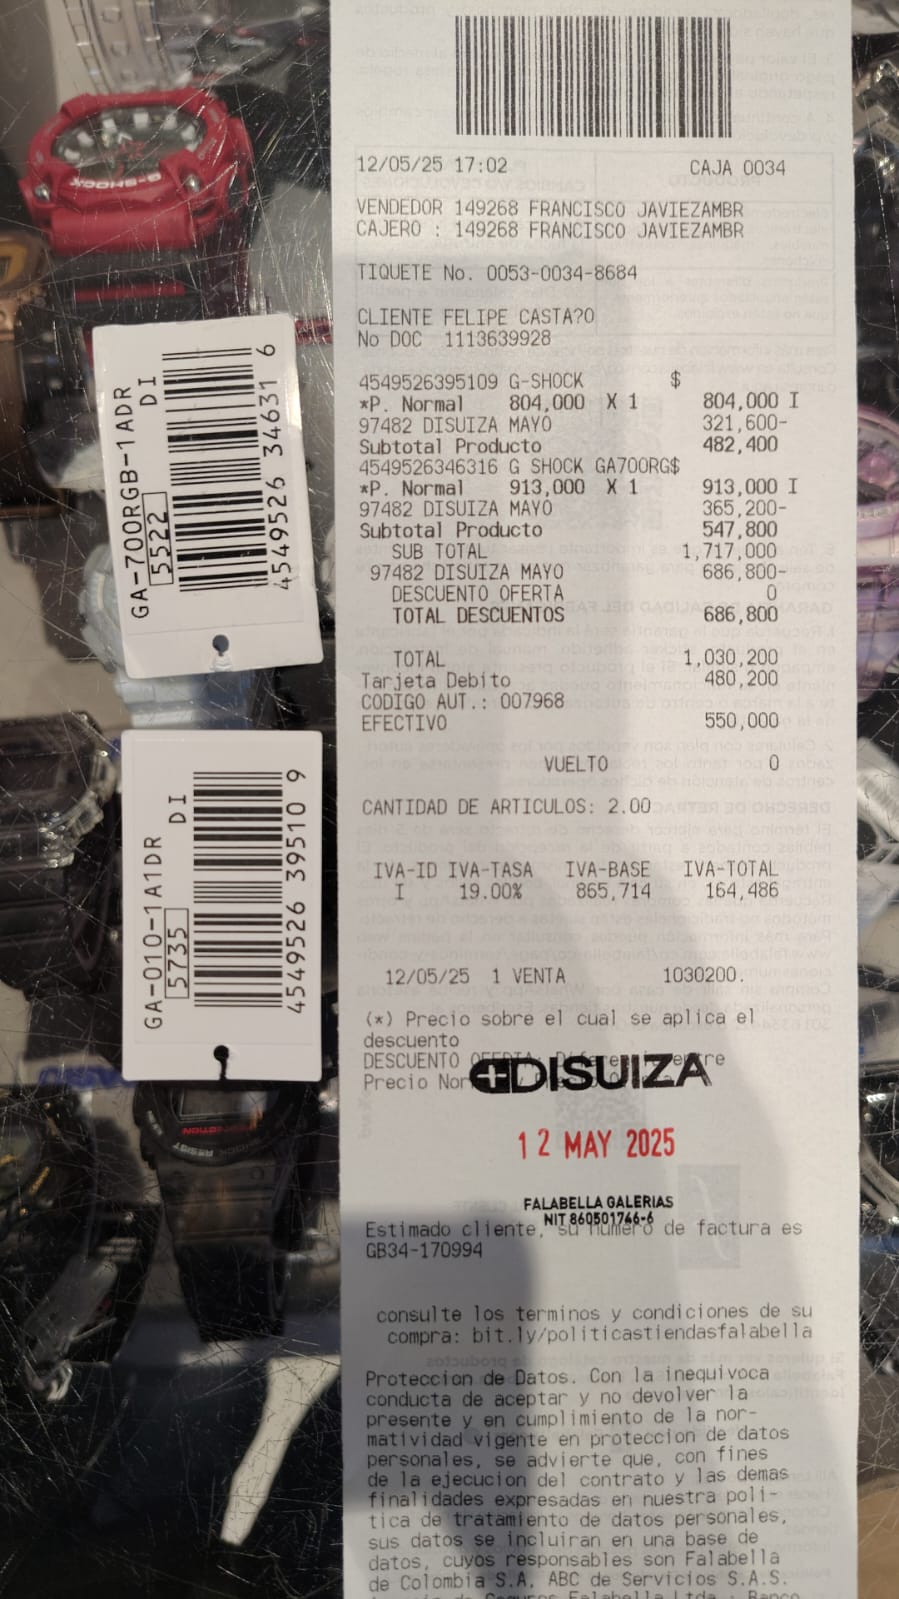 12/05/25 17:02 CAJA 0034
VENDEDOR 149268 FRANCISCO JAVIEZAMBR
CAJERO : 149268 FRANCISCO JAVIEZAMBR
TIQUETE No. 0053-0034-8684
CLIENTE FELIPE CASTA?O
No DOC 1113639928
4549526395109 G-SHOCK $
*P. Normal 804,000 X 1 804,000 I
97482 DISUIZA MAYO 321,600-
Subtotal Producto 482,400
4549526346316 G SHOCK GA700RG$
*P. Normal 913,000 X 1 913,000 I
97482 DISUIZA MAYO 365,200-
Subtotal Producto 547,800
SUB TOTAL 1,717,000
97482 DISUIZA MAYO 686,800-
DESCUENTO OFERTA 0
TOTAL DESCUENTOS 686,800
TOTAL 1,030,200
Tarjeta Debito 480,200
CODIGO AUT.: 007968
EFECTIVO 550,000
VUELTO 0
CANTIDAD DE ARTICULOS: 2.00
IVA-ID IVA-TASA IVA-BASE IVA-TOTAL
I 19.00% 865,714 164,486
12/05/25 1 VENTA 1030200.
(*) Precio sobre el cual se aplica el
descuento
DESCUENTO OFERTA:
Precio
DISUIZA
12 MAY 2025
FALABELLA GALERIAS
NIT 860501766-6
Estimado cliente, su numero de factura es
GB34-170994
consulte los terminos y condiciones de su
compra: bit.ly/politicastiendasfalabella
Proteccion de Datos. Con la inequivoca
conducta de aceptar y no devolver la
presente y en cumplimiento de la nor-
matividad vigente en proteccion de datos
personales, se advierte que, con fines
de la ejecucion del contrato y las demas
finalidades expresadas en nuestra poli-
tica de tratamiento de datos personales,
sus datos se incluiran en una base de
datos, cuyos responsables son Falabella
de Colombia S.A, ABC de Servicios S.A.S.
GA-700RGB-1ADR
DI
5522
4549526 34631 6
GA-010-1A1DR DI
5735
4549526 39510 9
G-SHOCK